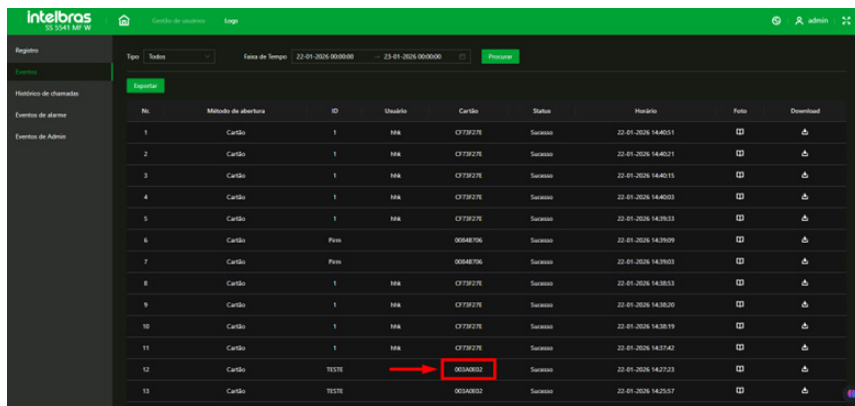 intelbras
SS 5541 MF W
Gestão de usuários Logs admin
Registro
Eventos
Histórico de chamadas
Eventos de alarme
Eventos de Admin
Tipo Todos Faixa de Tempo 22-01-2026 00:00:00 → 23-01-2026 00:00:00 Procurar
Exportar
Nr. Método de abertura ID Usuário Cartão Status Horário Foto Download
1 Cartão 1 hhk CF73F27E Sucesso 22-01-2026 14:40:51
2 Cartão 1 hhk CF73F27E Sucesso 22-01-2026 14:40:21
3 Cartão 1 hhk CF73F27E Sucesso 22-01-2026 14:40:15
4 Cartão 1 hhk CF73F27E Sucesso 22-01-2026 14:40:03
5 Cartão 1 hhk CF73F27E Sucesso 22-01-2026 14:39:33
6 Cartão Pirm 00848706 Sucesso 22-01-2026 14:39:09
7 Cartão Pirm 00848706 Sucesso 22-01-2026 14:39:03
8 Cartão 1 hhk CF73F27E Sucesso 22-01-2026 14:38:53
9 Cartão 1 hhk CF73F27E Sucesso 22-01-2026 14:38:20
10 Cartão 1 hhk CF73F27E Sucesso 22-01-2026 14:38:19
11 Cartão 1 hhk CF73F27E Sucesso 22-01-2026 14:37:42
12 Cartão TESTE 003A0E02 Sucesso 22-01-2026 14:27:23
13 Cartão TESTE 003A0E02 Sucesso 22-01-2026 14:25:57